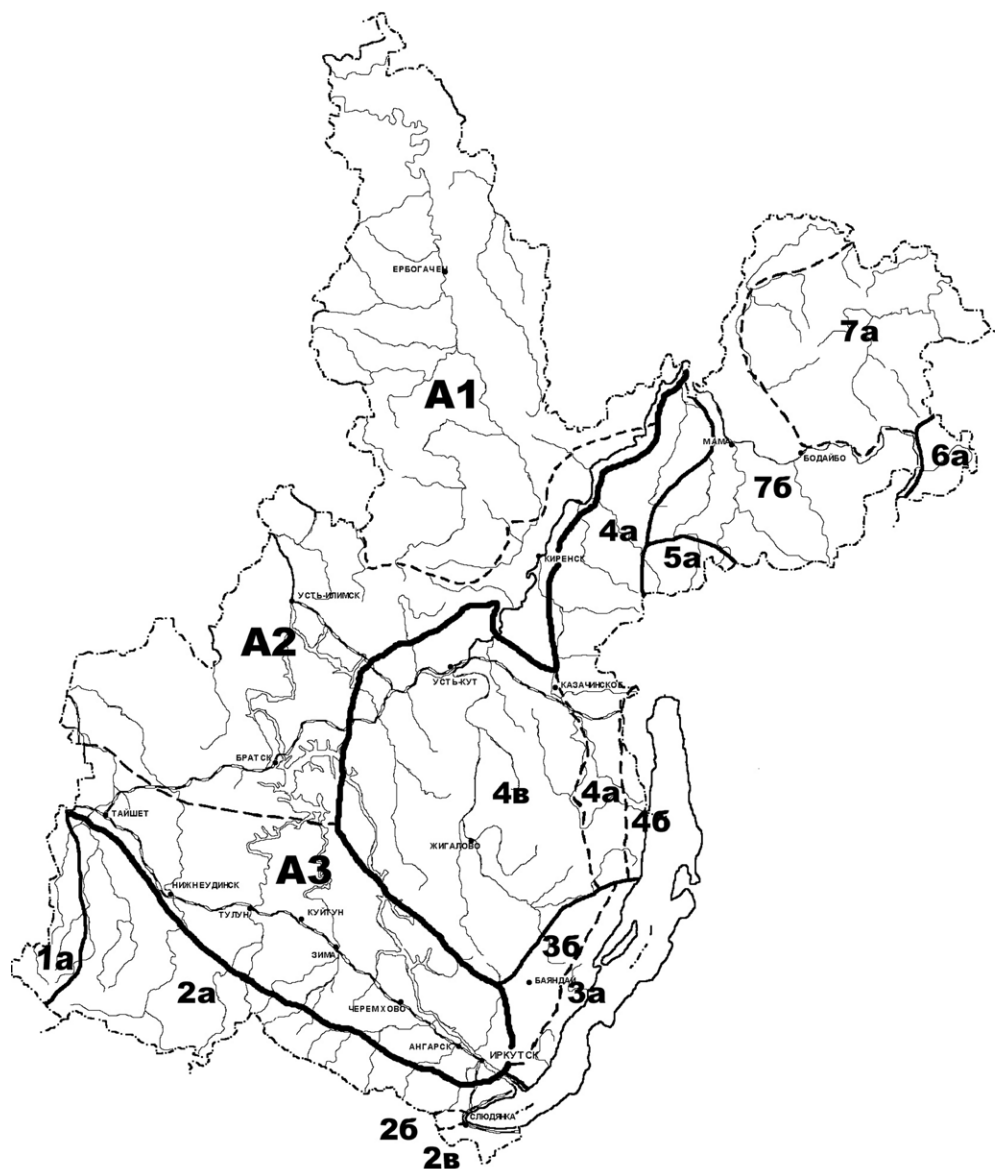 ЕРБОГАЧЕН
7а
А1
МАМА
БОДАЙБО
6а
7б
4а
КИРЕНСК
5а
УСТЬ-ИЛИМСК
А2
УСТЬ-КУТ
КАЗАЧИНСКОЕ
БРАТСК
4в
4а
4б
ТАЙШЕТ
ЖИГАЛОВО
А3
НИЖНЕУДИНСК
ТУЛУН
КУЙТУН
3б
ЗИМА
1а
БАЯНДАЙ
2а
3а
ЧЕРЕМХОВО
АНГАРСК
ИРКУТСК
СЛЮДЯНКА
2б
2в